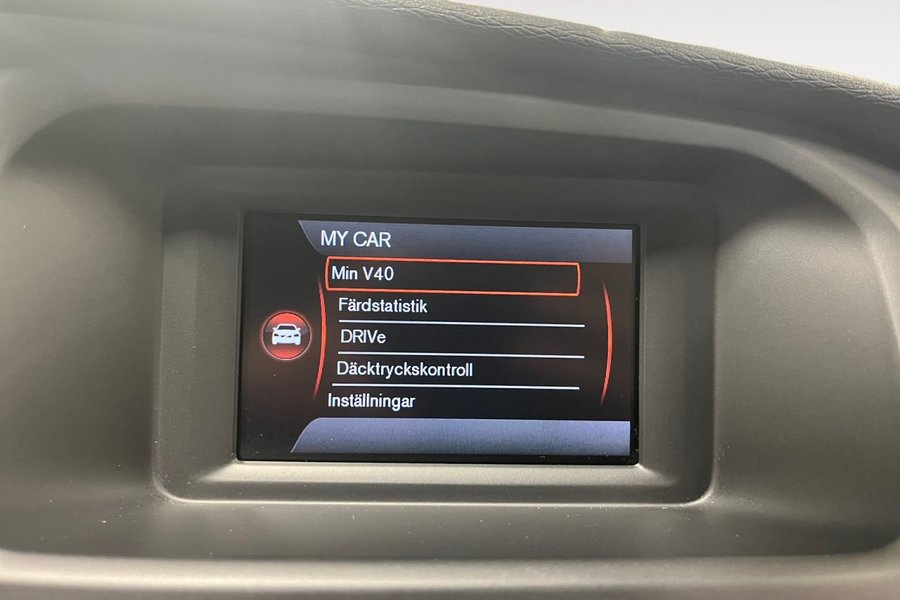 MY CAR
Min V40
Färdstatistik
DRIVe
Däcktryckskontroll
Inställningar